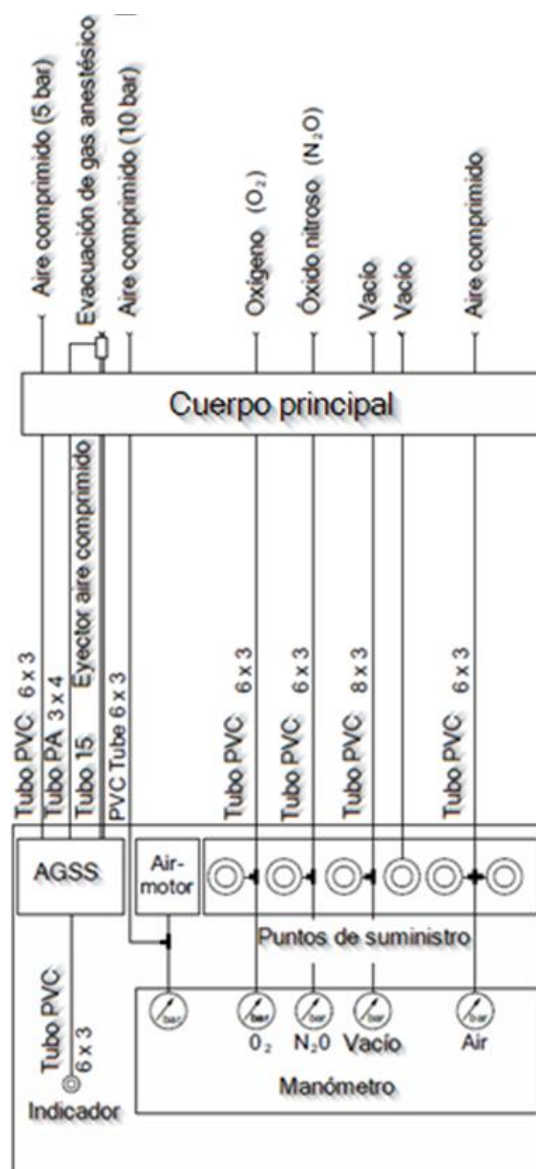 Aire comprimido (5 bar)
Evacuación de gas anestésico
Aire comprimido (10 bar)
Oxígeno (O₂)
Óxido nitroso (N₂O)
Vacío
Vacío
Aire comprimido
Cuerpo principal
Tubo PVC 6 x 3
Tubo PA 3 x 4
Tubo 15 Eyector aire comprimido
PVC Tube 6 x 3
Tubo PVC 6 x 3
Tubo PVC 6 x 3
Tubo PVC 8 x 3
Tubo PVC 6 x 3
AGSS
Air-
motor
Puntos de suministro
Tubo PVC
6 x 3
Indicador
bar
bar
bar
bar
bar
O₂
N₂O
Vacío
Air
Manómetro